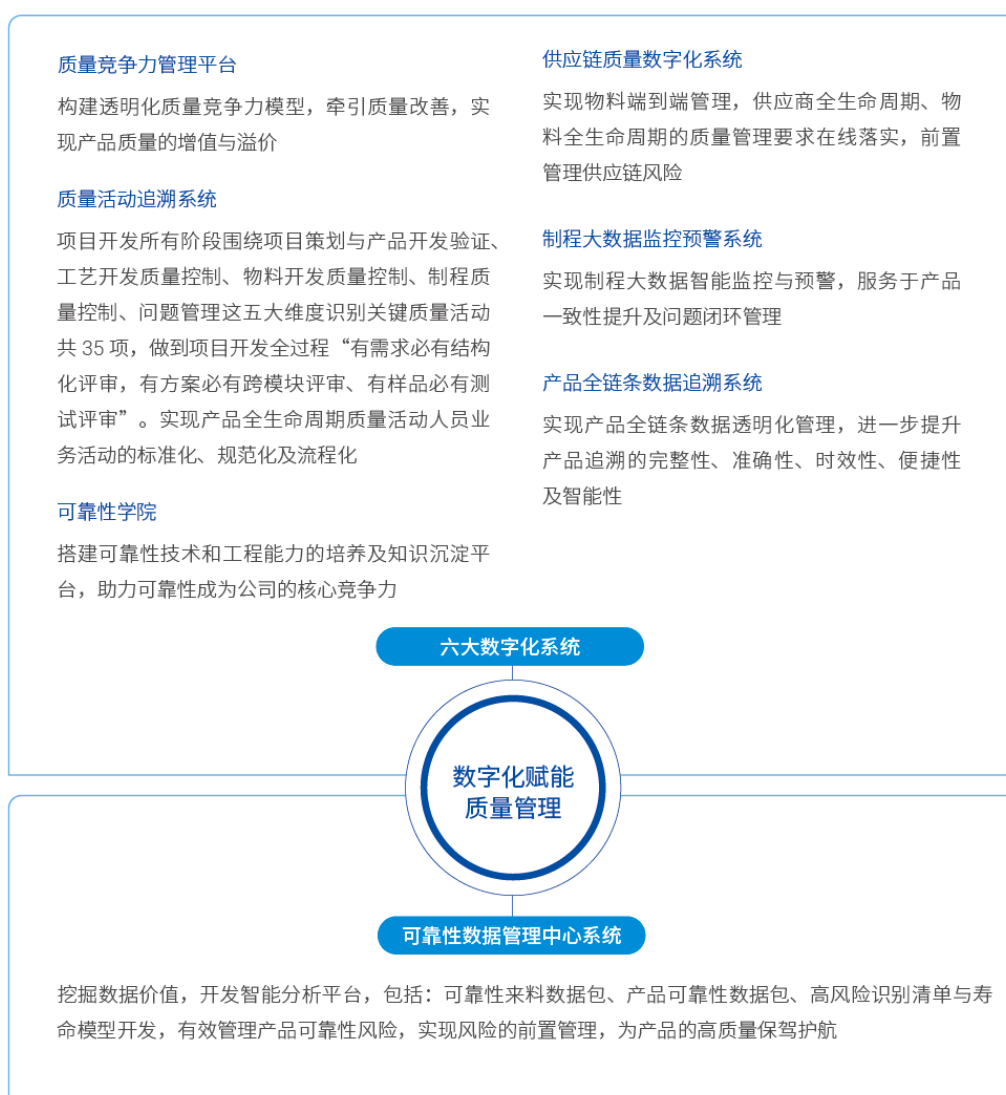 质量竞争力管理平台
构建透明化质量竞争力模型，牵引质量改善，实
现产品质量的增值与溢价
质量活动追溯系统
项目开发所有阶段围绕项目策划与产品开发验证、
工艺开发质量控制、物料开发质量控制、制程质
量控制、问题管理这五大维度识别关键质量活动
共 35 项，做到项目开发全过程“有需求必有结构
化评审，有方案必有跨模块评审、有样品必有测
试评审”。实现产品全生命周期质量活动人员业
务活动的标准化、规范化及流程化
可靠性学院
搭建可靠性技术和工程能力的培养及知识沉淀平
台，助力可靠性成为公司的核心竞争力
供应链质量数字化系统
实现物料端到端管理，供应商全生命周期、物
料全生命周期的质量管理要求在线落实，前置
管理供应链风险
制程大数据监控预警系统
实现制程大数据智能监控与预警，服务于产品
一致性提升及问题闭环管理
产品全链条数据追溯系统
实现产品全链条数据透明化管理，进一步提升
产品追溯的完整性、准确性、时效性、便捷性
及智能性
六大数字化系统
数字化赋能
质量管理
可靠性数据管理中心系统
挖掘数据价值，开发智能分析平台，包括：可靠性来料数据包、产品可靠性数据包、高风险识别清单与寿
命模型开发，有效管理产品可靠性风险，实现风险的前置管理，为产品的高质量保驾护航